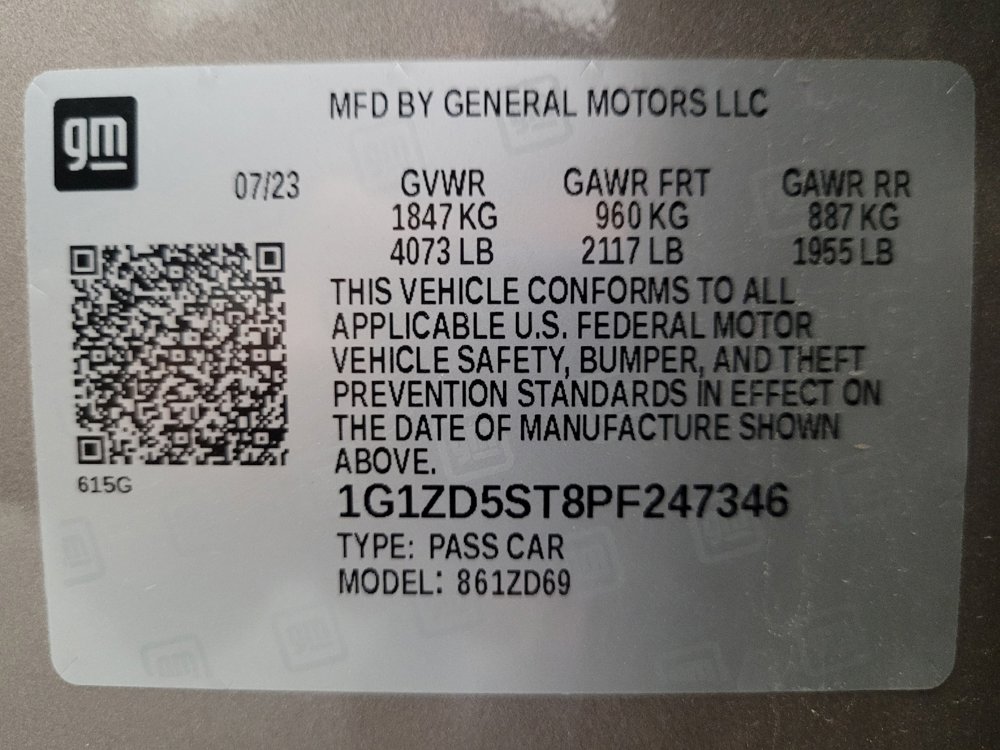 MFD BY GENERAL MOTORS LLC
gm
07/23 GVWR GAWR FRT GAWR RR
1847 KG 960 KG 887 KG
4073 LB 2117 LB 1955 LB
THIS VEHICLE CONFORMS TO ALL
APPLICABLE U.S. FEDERAL MOTOR
VEHICLE SAFETY, BUMPER, AND THEFT
PREVENTION STANDARDS IN EFFECT ON
THE DATE OF MANUFACTURE SHOWN
ABOVE.
615G
1G1ZD5ST8PF247346
TYPE: PASS CAR
MODEL: 861ZD69